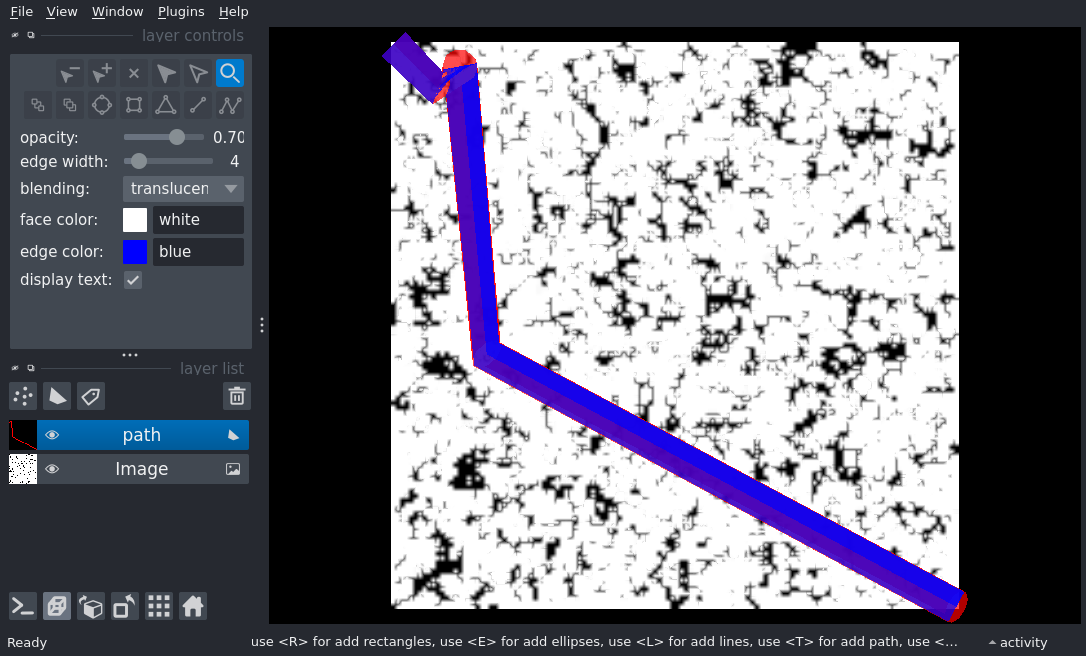 File View Window Plugins Help
layer controls
opacity: 0.70
edge width: 4
blending: translucen
face color: white
edge color: blue
display text:
layer list
path
Image
Ready use <R> for add rectangles, use <E> for add ellipses, use <L> for add lines, use <T> for add path, use <... activity